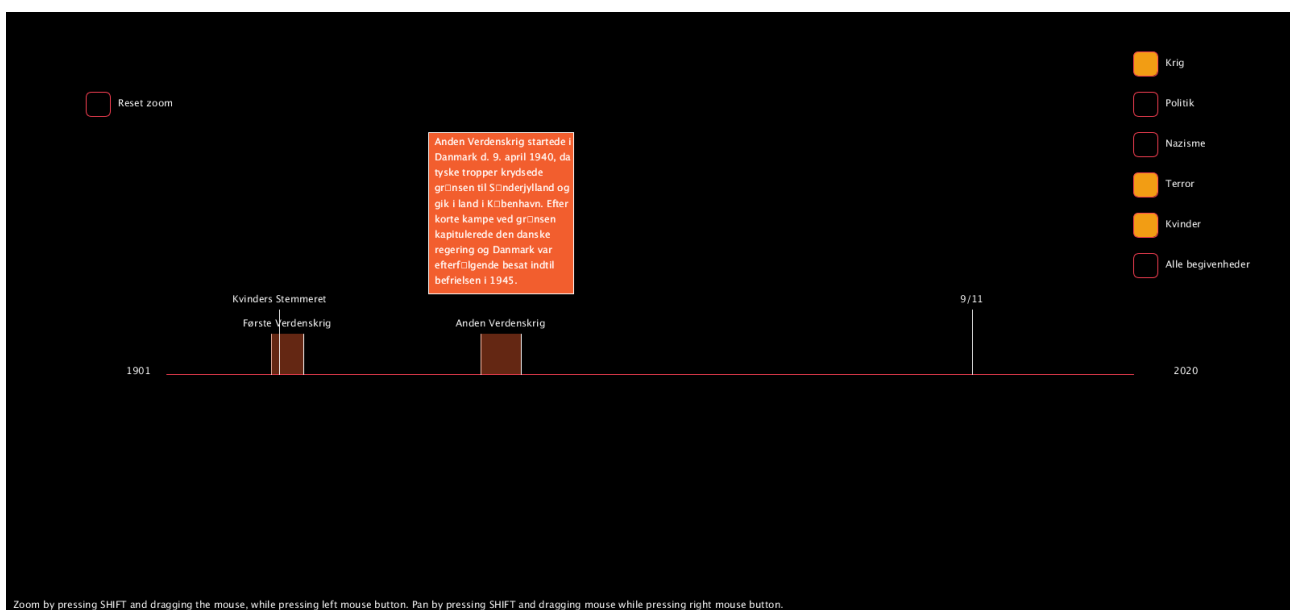 Krig
Reset zoom
Politik
Anden Verdenskrig startede i
Danmark d. 9. april 1940, da
tyske tropper krydsede
gr□nsen til S□nderjylland og
gik i land i K□benhavn. Efter
korte kampe ved gr□nsen
kapitulerede den danske
regering og Danmark var
efterf□lgende besat indtil
befrielsen i 1945.
Nazisme
Terror
Kvinder
Alle begivenheder
Kvinders Stemmeret
9/11
Første Verdenskrig
Anden Verdenskrig
1901
2020
Zoom by pressing SHIFT and dragging the mouse, while pressing left mouse button. Pan by pressing SHIFT and dragging mouse while pressing right mouse button.